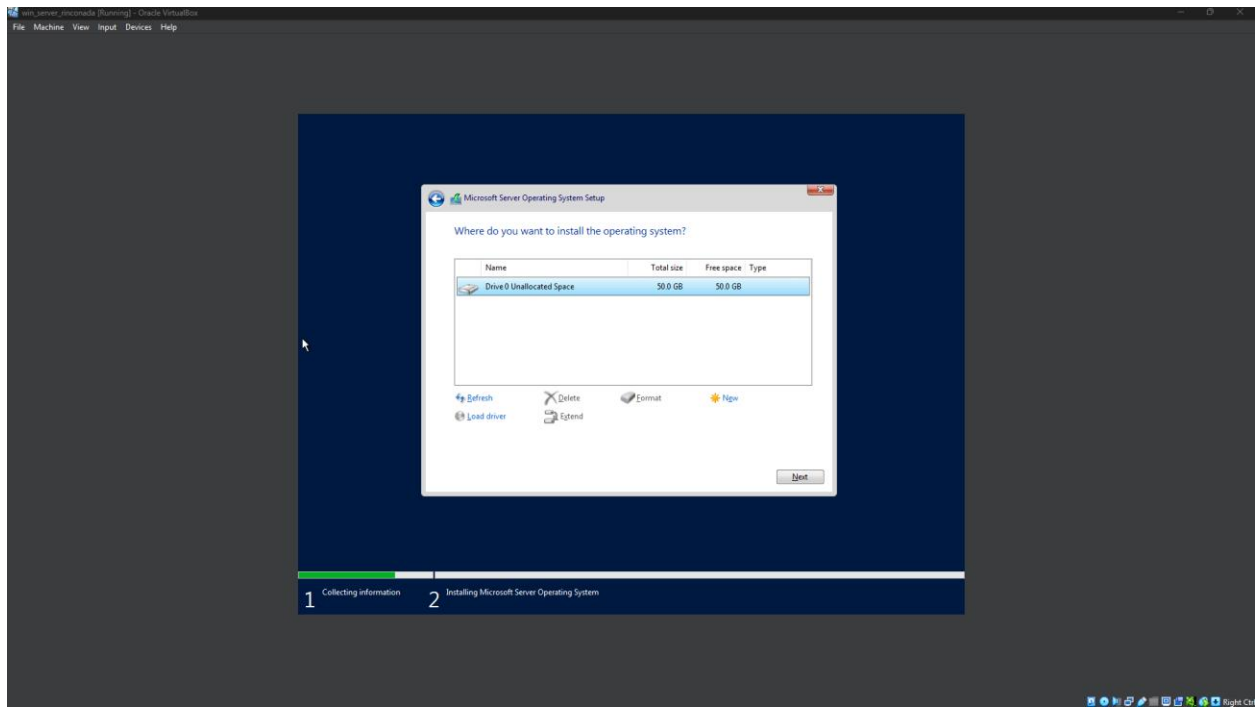 win_server_rinconada [Running] - Oracle VirtualBox
File Machine View Input Devices Help
Microsoft Server Operating System Setup
Where do you want to install the operating system?
Name Total size Free space Type
Drive 0 Unallocated Space 50.0 GB 50.0 GB
Refresh Delete Format New
Load driver Extend
Next
1 Collecting information 2 Installing Microsoft Server Operating System
Right Ctrl